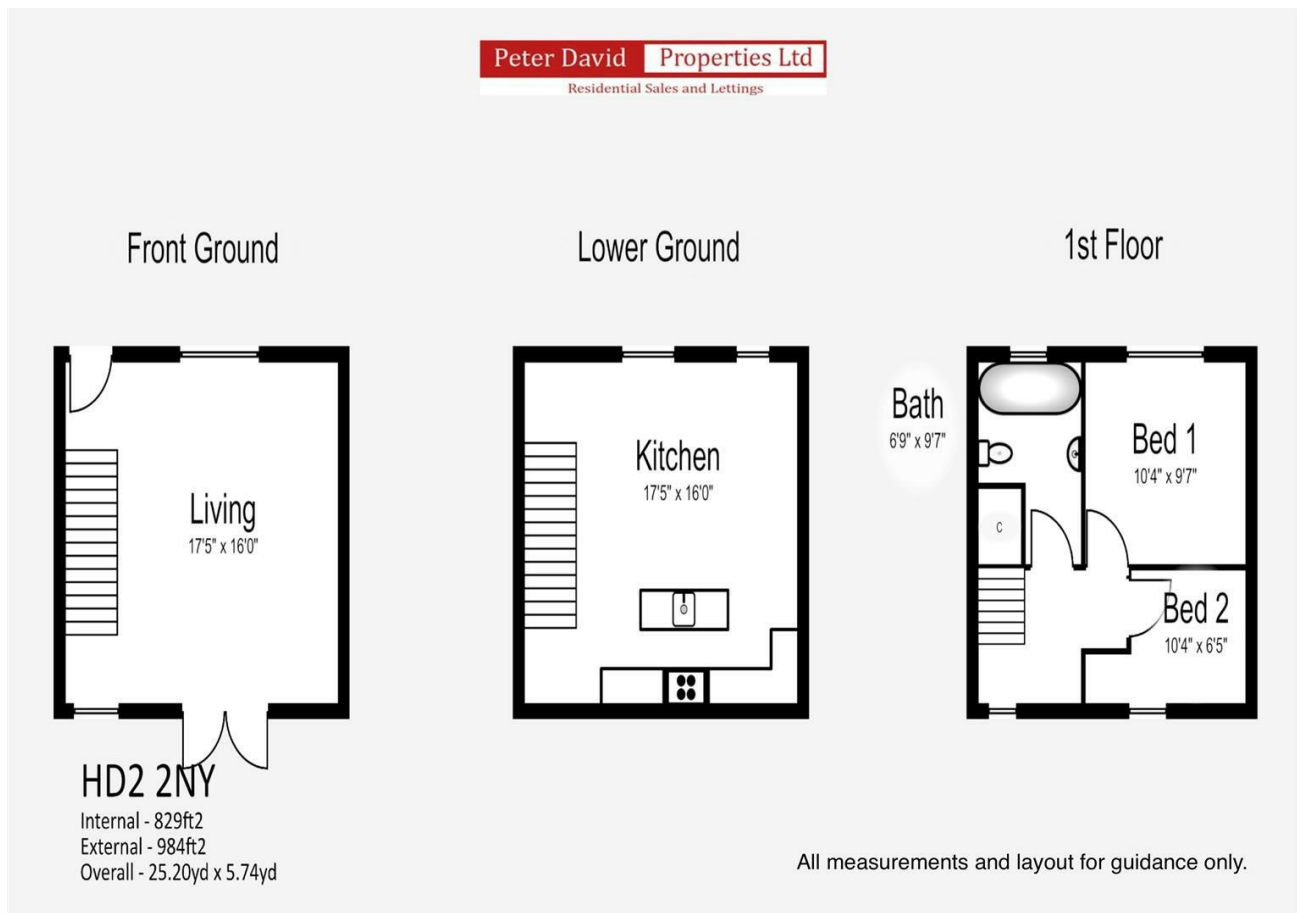 Peter David Properties Ltd
Residential Sales and Lettings
Front Ground
Lower Ground
1st Floor
Living
17'5" x 16'0"
Kitchen
17'5" x 16'0"
Bath
6'9" x 9'7"
Bed 1
10'4" x 9'7"
C
Bed 2
10'4" x 6'5"
HD2 2NY
Internal - 829ft2
External - 984ft2
Overall - 25.20yd x 5.74yd
All measurements and layout for guidance only.